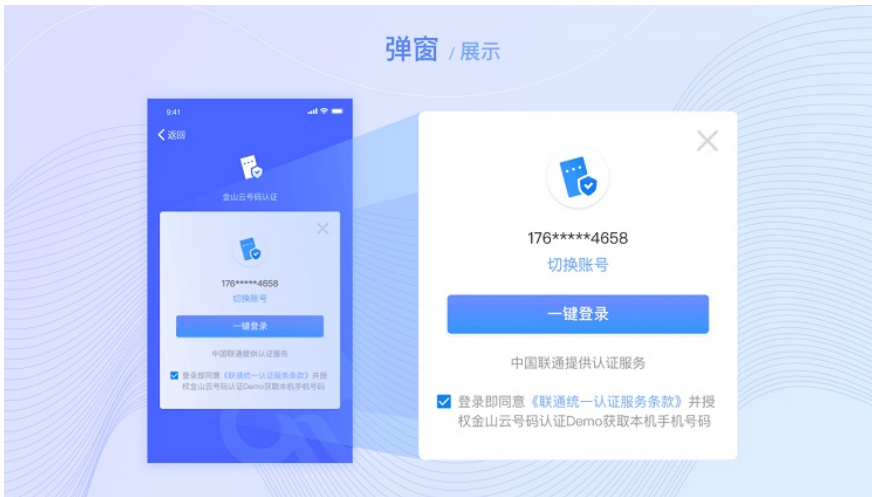 弹窗 / 展示
9:41
返回
金山云号码认证
176*****4658
切换账号
一键登录
中国联通提供认证服务
登录即同意《联通统一认证服务条款》并授
权金山云号码认证Demo获取本机手机号码
176*****4658
切换账号
一键登录
中国联通提供认证服务
登录即同意《联通统一认证服务条款》并授
权金山云号码认证Demo获取本机手机号码